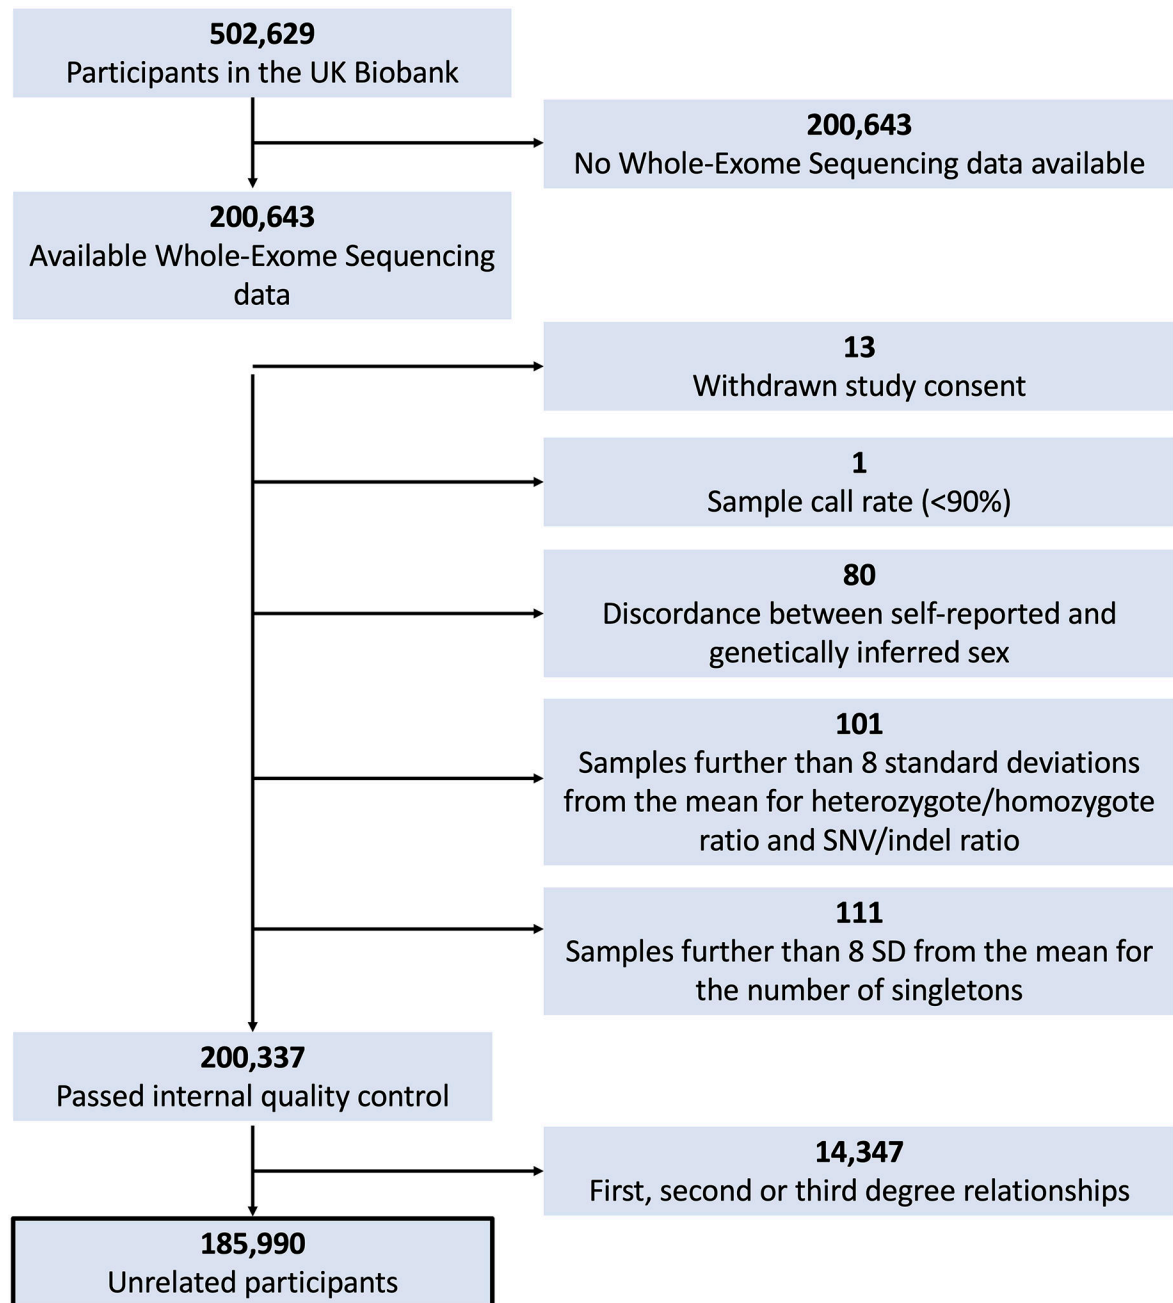 502,629
Participants in the UK Biobank
200,643
No Whole-Exome Sequencing data available
200,643
Available Whole-Exome Sequencing
data
13
Withdrawn study consent
1
Sample call rate (<90%)
80
Discordance between self-reported and
genetically inferred sex
101
Samples further than 8 standard deviations
from the mean for heterozygote/homozygote
ratio and SNV/indel ratio
111
Samples further than 8 SD from the mean for
the number of singletons
200,337
Passed internal quality control
14,347
First, second or third degree relationships
185,990
Unrelated participants